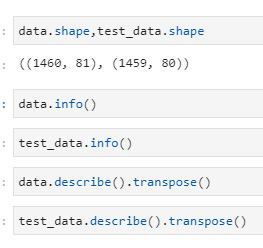 data.shape,test_data.shape
((1460, 81), (1459, 80))
data.info()
test_data.info()
data.describe().transpose()
test_data.describe().transpose()